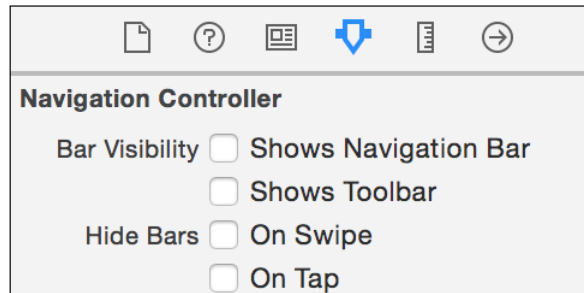 Navigation Controller
Bar Visibility Shows Navigation Bar
Shows Toolbar
Hide Bars On Swipe
On Tap